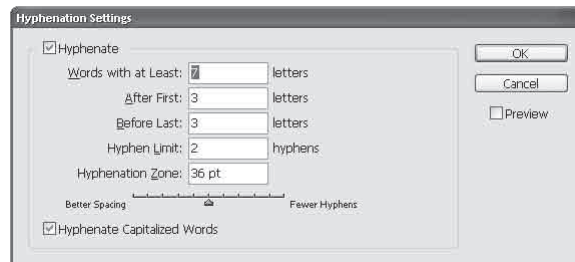 Hyphenation Settings
Hyphenate
Words with at Least: 7 letters
After First: 3 letters
Before Last: 3 letters
Hyphen Limit: 2 hyphens
Hyphenation Zone: 36 pt
Better Spacing Fewer Hyphens
Hyphenate Capitalized Words
OK
Cancel
Preview